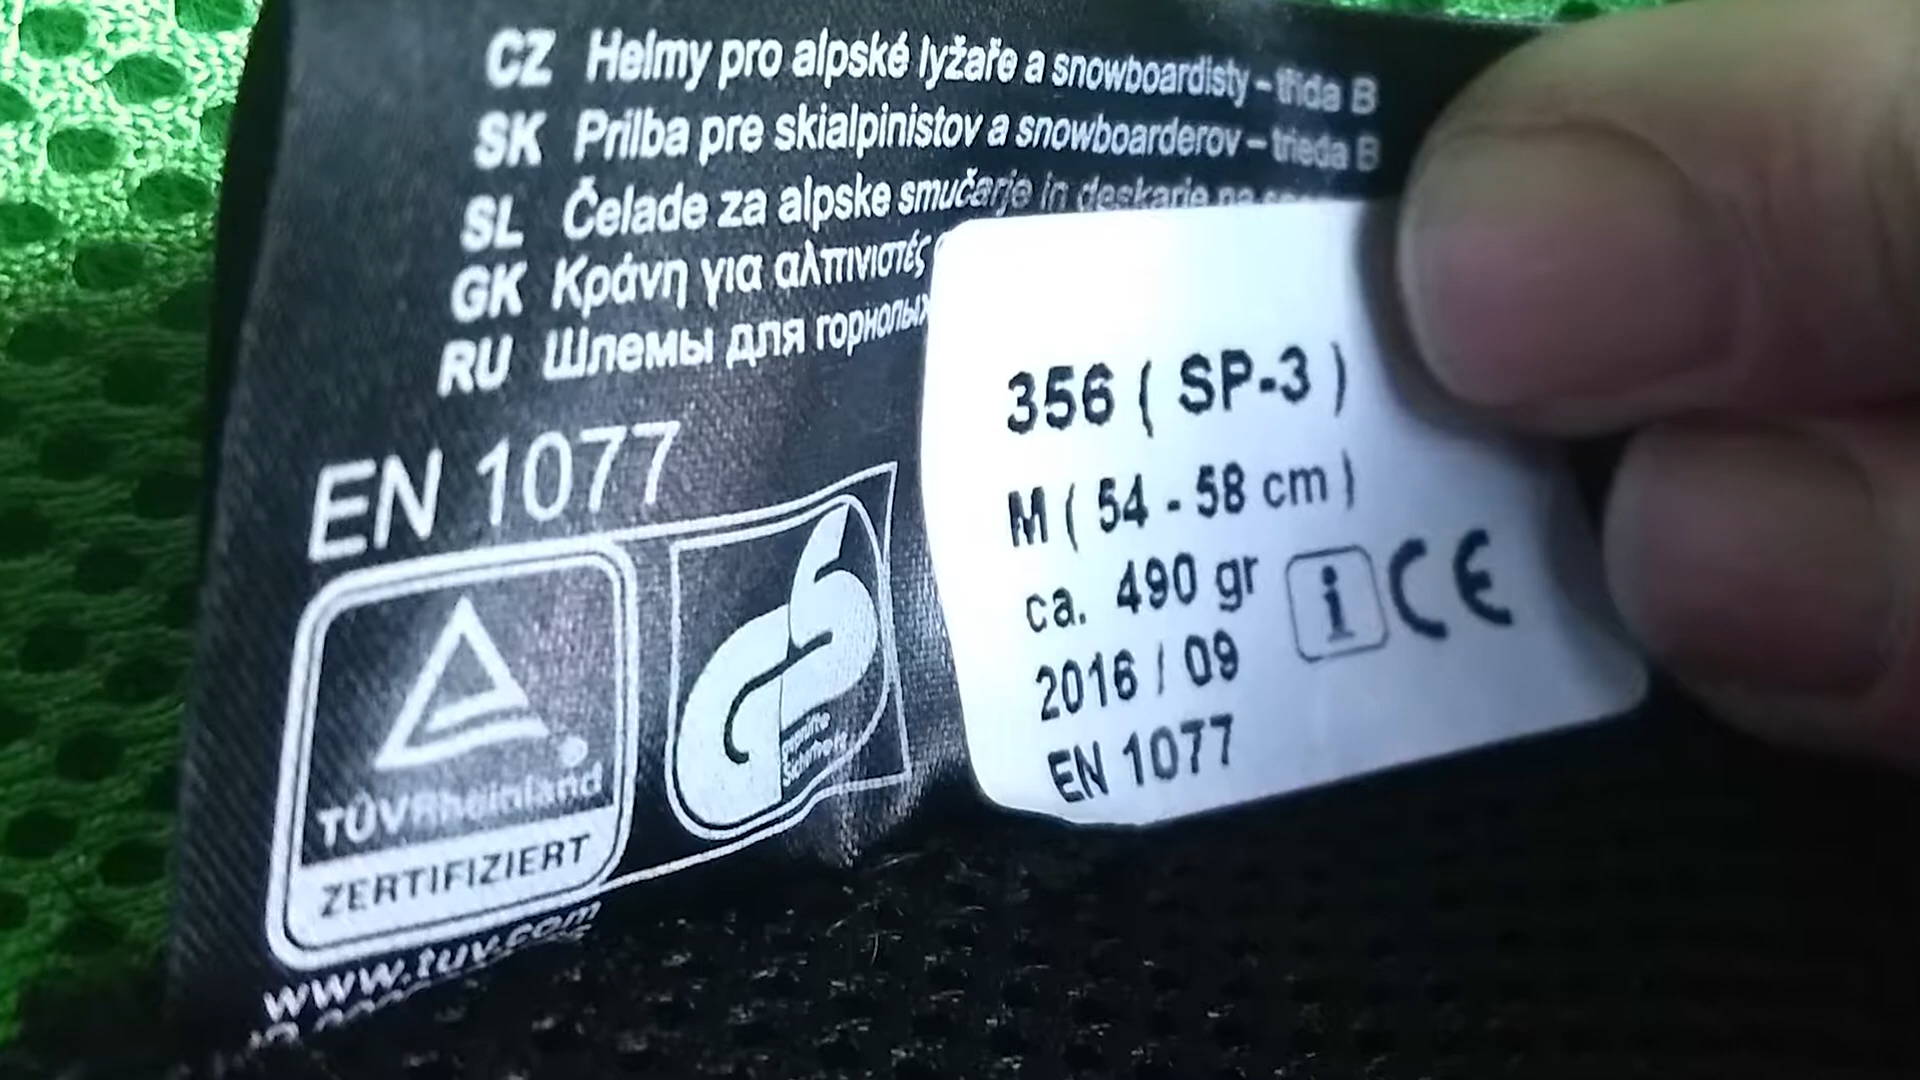 CZ Helmy pro alpské lyžaře a snowboardisty – třída B
SK Prilba pre skialpinistov a snowboarderov – trieda B
SL Čelade za alpske smučarje in deskarje na
GK Κράνη για αλπινιστές
RU Шлемы для горнолых
EN 1077
TÜVRheinland
ZERTIFIZIERT
www.tuv.com
GS
geprüfte
Sicherheit
356 ( SP-3 )
M ( 54 - 58 cm )
ca. 490 gr
i CE
2016 / 09
EN 1077